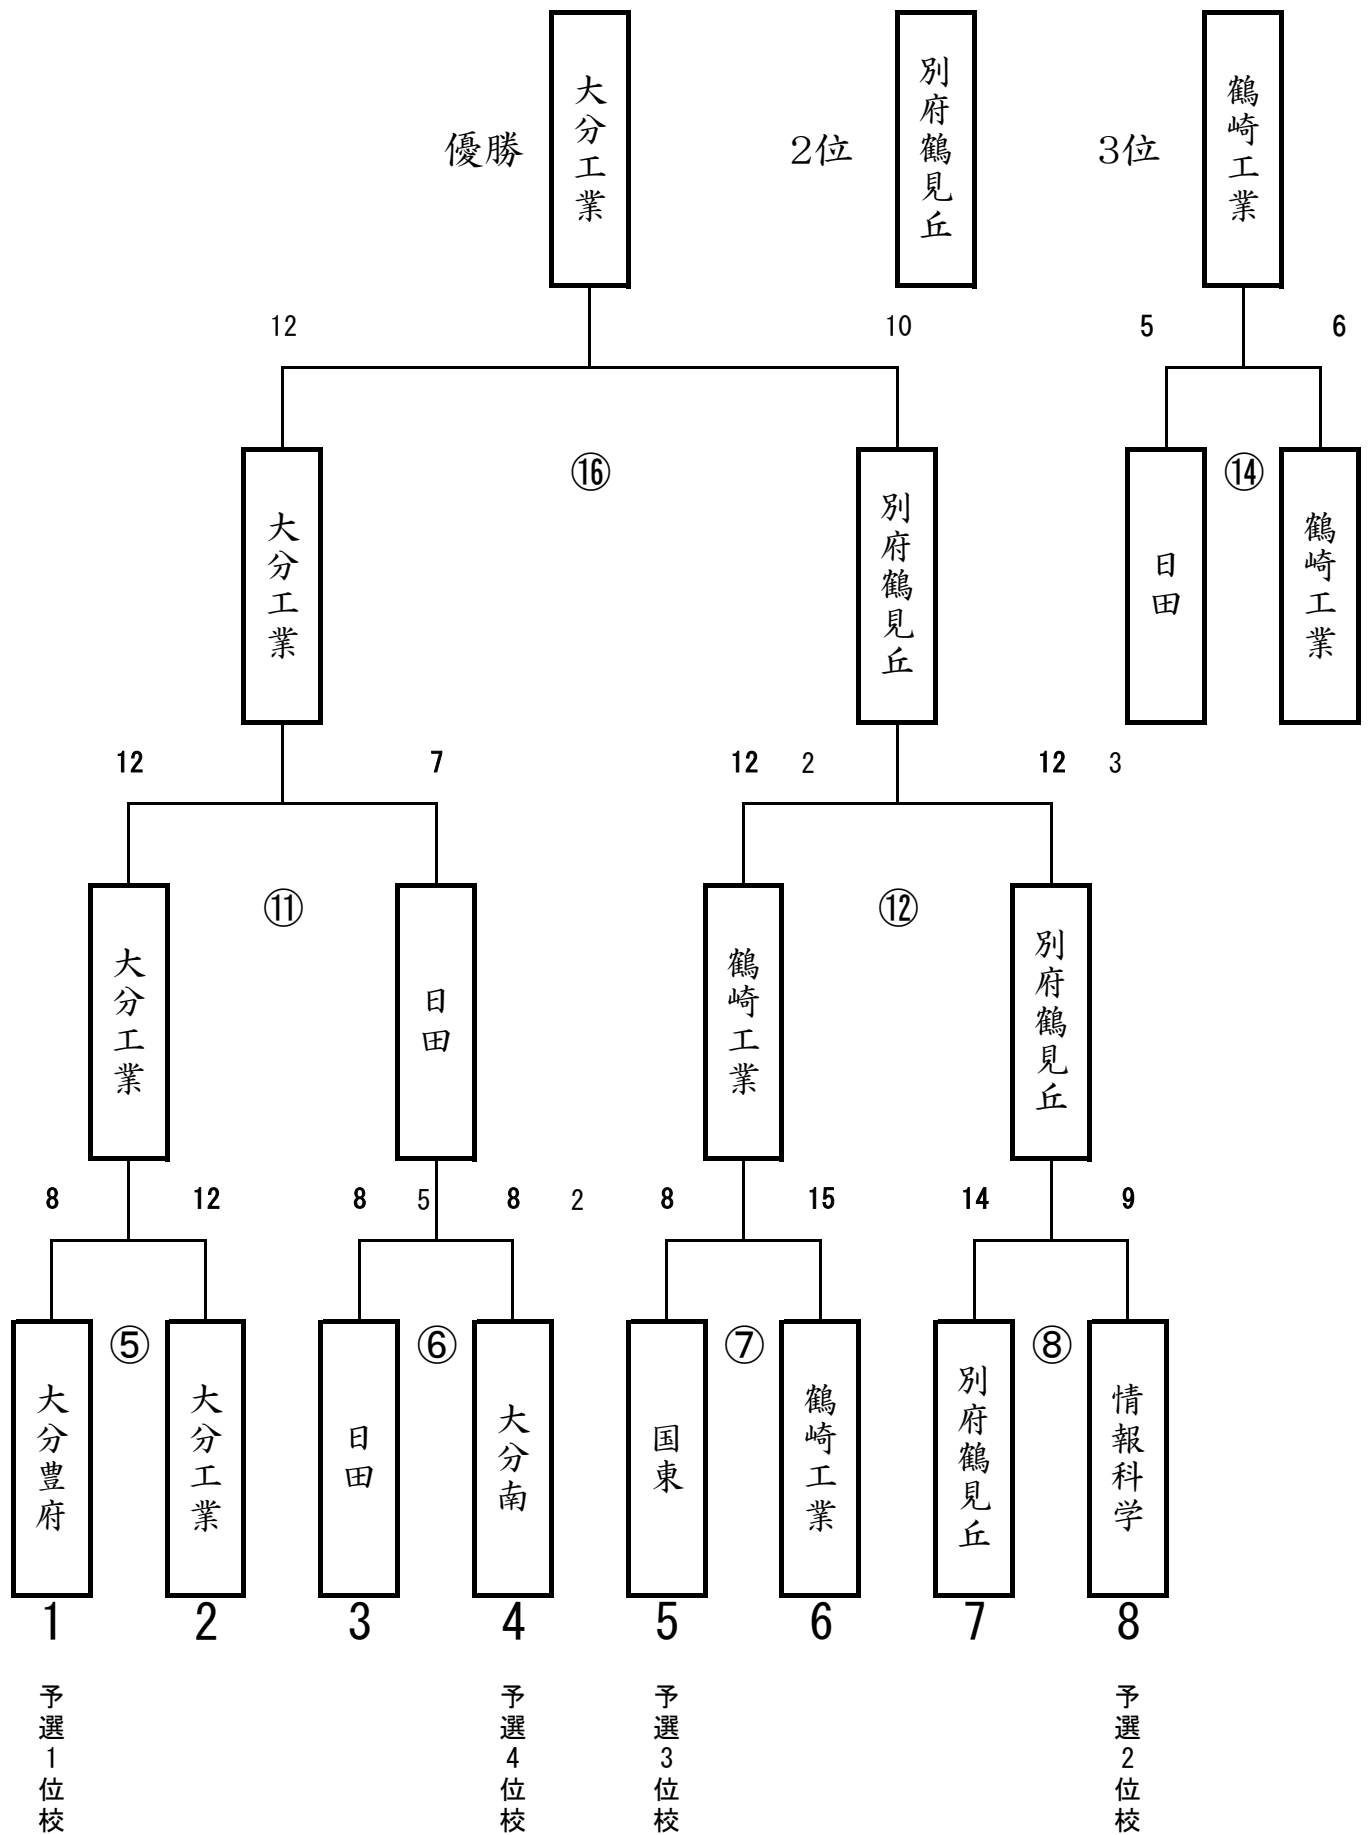 優勝
大分工業
2位
別府鶴見丘
3位
鶴崎工業
12
10
5
6
大分工業
⑯
別府鶴見丘
日田
⑭
鶴崎工業
12
7
12 2
12 3
大分工業
⑪
日田
鶴崎工業
⑫
別府鶴見丘
8
12
8 5
8 2
8
15
14
9
大分豊府
⑤
大分工業
日田
⑥
大分南
国東
⑦
鶴崎工業
別府鶴見丘
⑧
情報科学
1
2
3
4
5
6
7
8
予選1位校
予選4位校
予選3位校
予選2位校